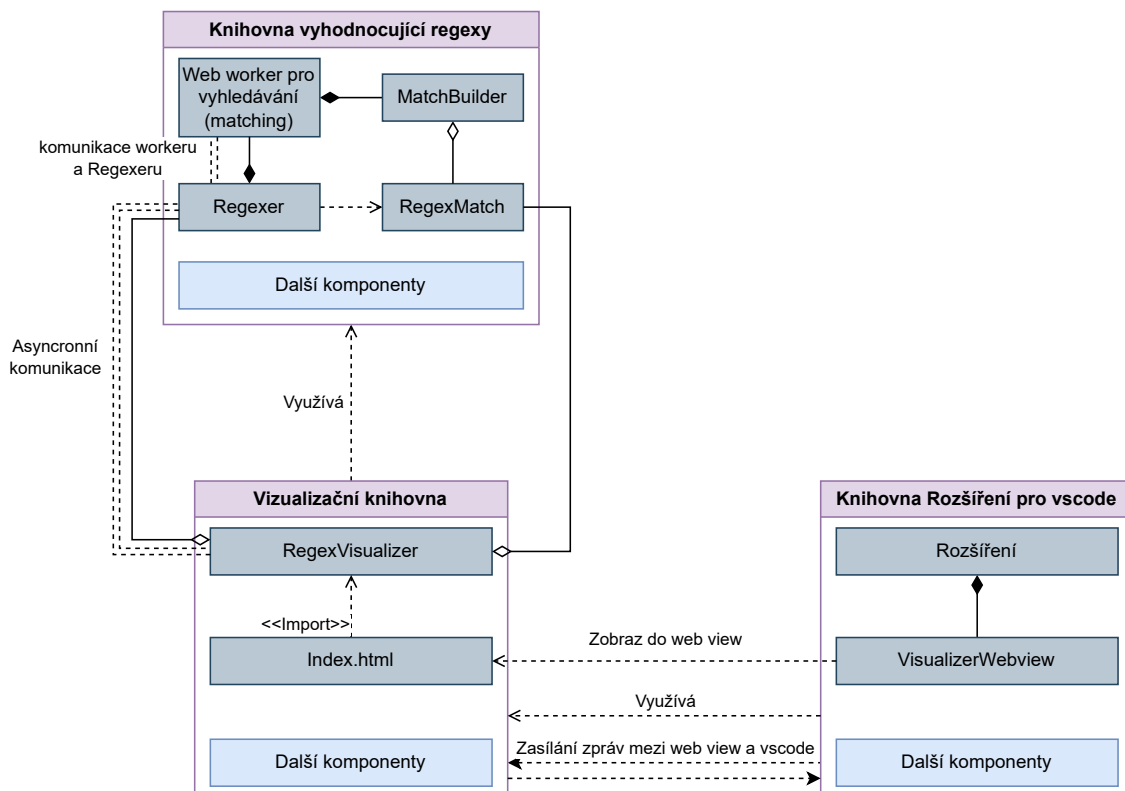 Knihovna vyhodnocující regexy
Web worker pro
vyhledávání
(matching)
MatchBuilder
komunikace workeru
a Regexeru
Regexer
RegexMatch
Další komponenty
Asyncronní
komunikace
Využívá
Vizualizační knihovna
Knihovna Rozšíření pro vscode
RegexVisualizer
Rozšíření
<<Import>>
Zobraz do web view
Index.html
VisualizerWebview
Využívá
Zasílání zpráv mezi web view a vscode
Další komponenty
Další komponenty